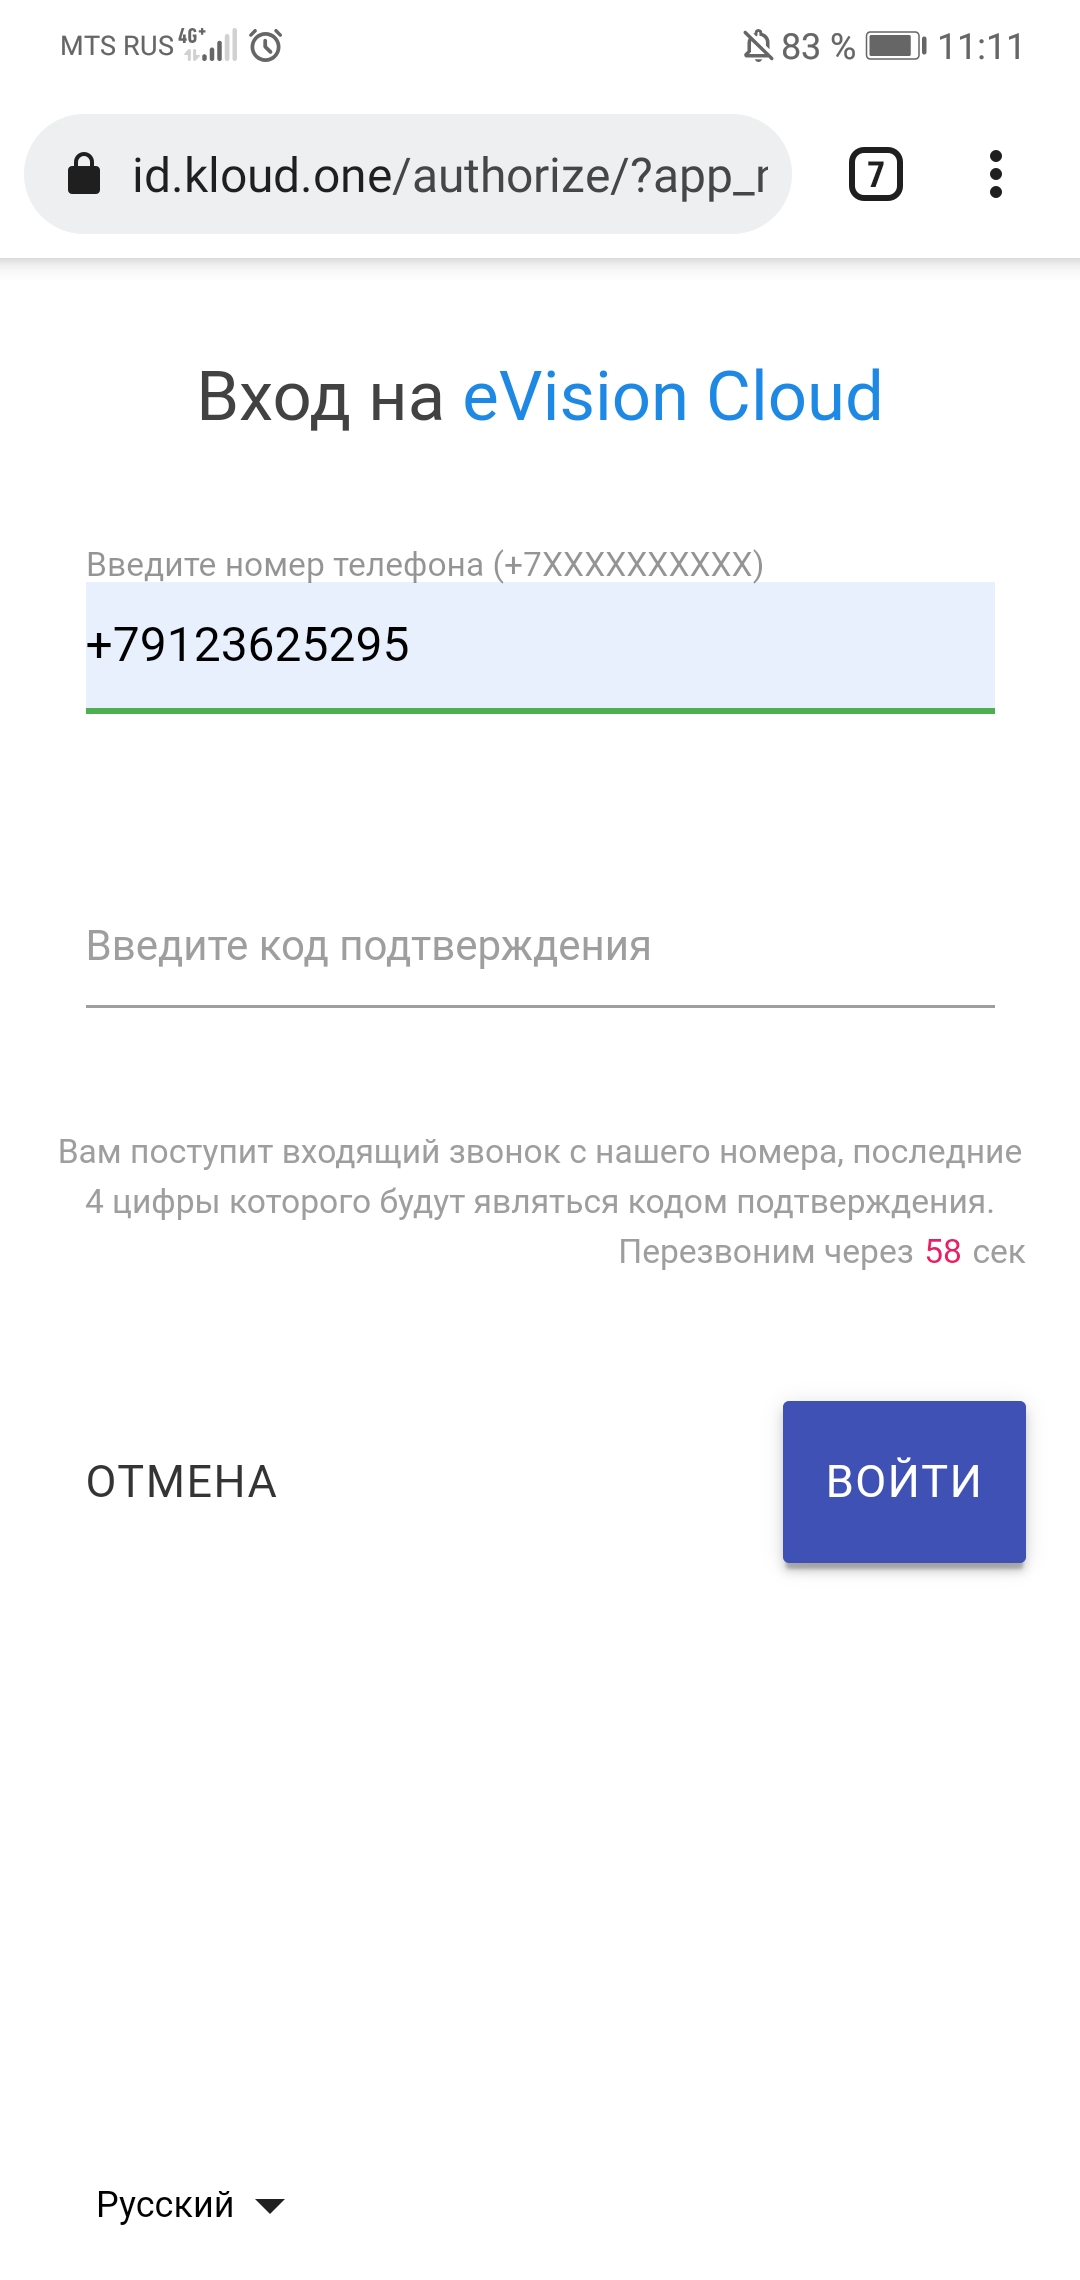 MTS RUS 4G+ 83 % 11:11
id.kloud.one/authorize/?app_r
7
Вход на eVision Cloud
Введите номер телефона (+7XXXXXXXXXX)
+79123625295
Введите код подтверждения
Вам поступит входящий звонок с нашего номера, последние
4 цифры которого будут являться кодом подтверждения.
Перезвоним через 58 сек
ОТМЕНА
ВОЙТИ
Русский